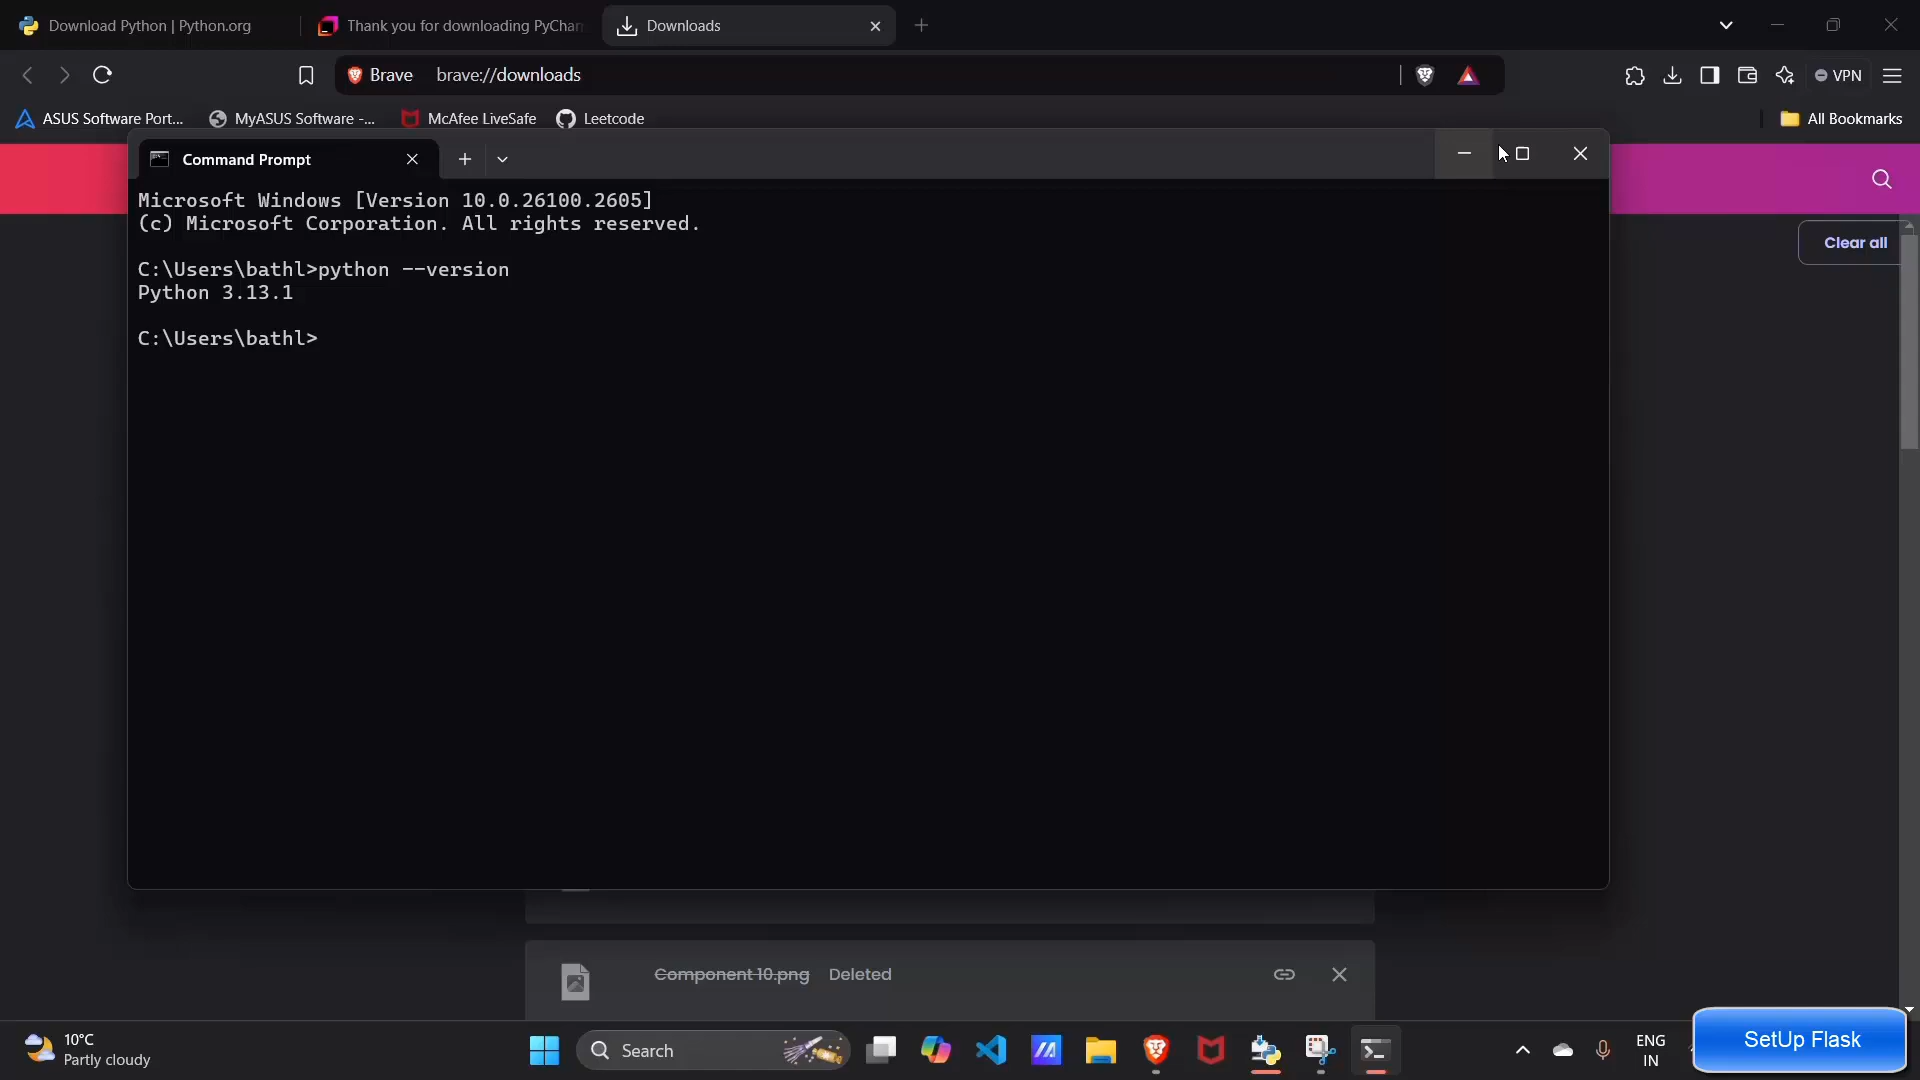 Download Python | Python.org
Thank you for downloading PyChar
Downloads
Brave
brave://downloads
VPN
ASUS Software Port...
MyASUS Software -...
McAfee LiveSafe
Leetcode
All Bookmarks
Command Prompt
Microsoft Windows [Version 10.0.26100.2605]
(c) Microsoft Corporation. All rights reserved.
C:\Users\bathl>python --version
Python 3.13.1
C:\Users\bathl>
Clear all
Component 10.png Deleted
10°C
Partly cloudy
Search
ENG
IN
SetUp Flask